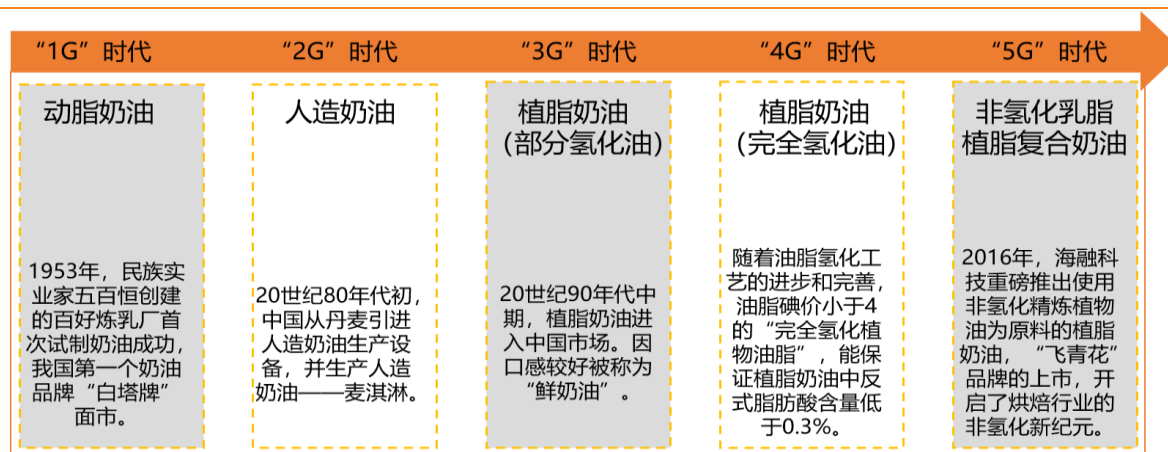 “1G”时代
“2G”时代
“3G”时代
“4G”时代
“5G”时代
动脂奶油
1953年，民族实
业家五百恒创建
的百好炼乳厂首
次试制奶油成功，
我国第一个奶油
品牌“白塔牌”
面市。
人造奶油
20世纪80年代初，
中国从丹麦引进
人造奶油生产设
备，并生产人造
奶油——麦淇淋。
植脂奶油
（部分氢化油）
20世纪90年代中
期，植脂奶油进
入中国市场。因
口感较好被称为
“鲜奶油”。
植脂奶油
（完全氢化油）
随着油脂氢化工
艺的进步和完善，
油脂碘价小于4
的“完全氢化植
物油脂”，能保
证植脂奶油中反
式脂肪酸含量低
于0.3%。
非氢化乳脂
植脂复合奶油
2016年，海融科
技重磅推出使用
非氢化精炼植物
油为原料的植脂
奶油，“飞青花”
品牌的上市，开
启了烘焙行业的
非氢化新纪元。